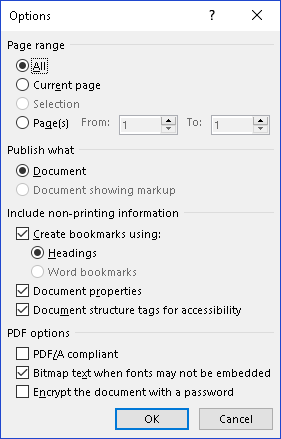 Options ? ×
Page range
All
Current page
Selection
Page(s) From: 1 To: 1
Publish what
Document
Document showing markup
Include non-printing information
Create bookmarks using:
Headings
Word bookmarks
Document properties
Document structure tags for accessibility
PDF options
PDF/A compliant
Bitmap text when fonts may not be embedded
Encrypt the document with a password
OK Cancel